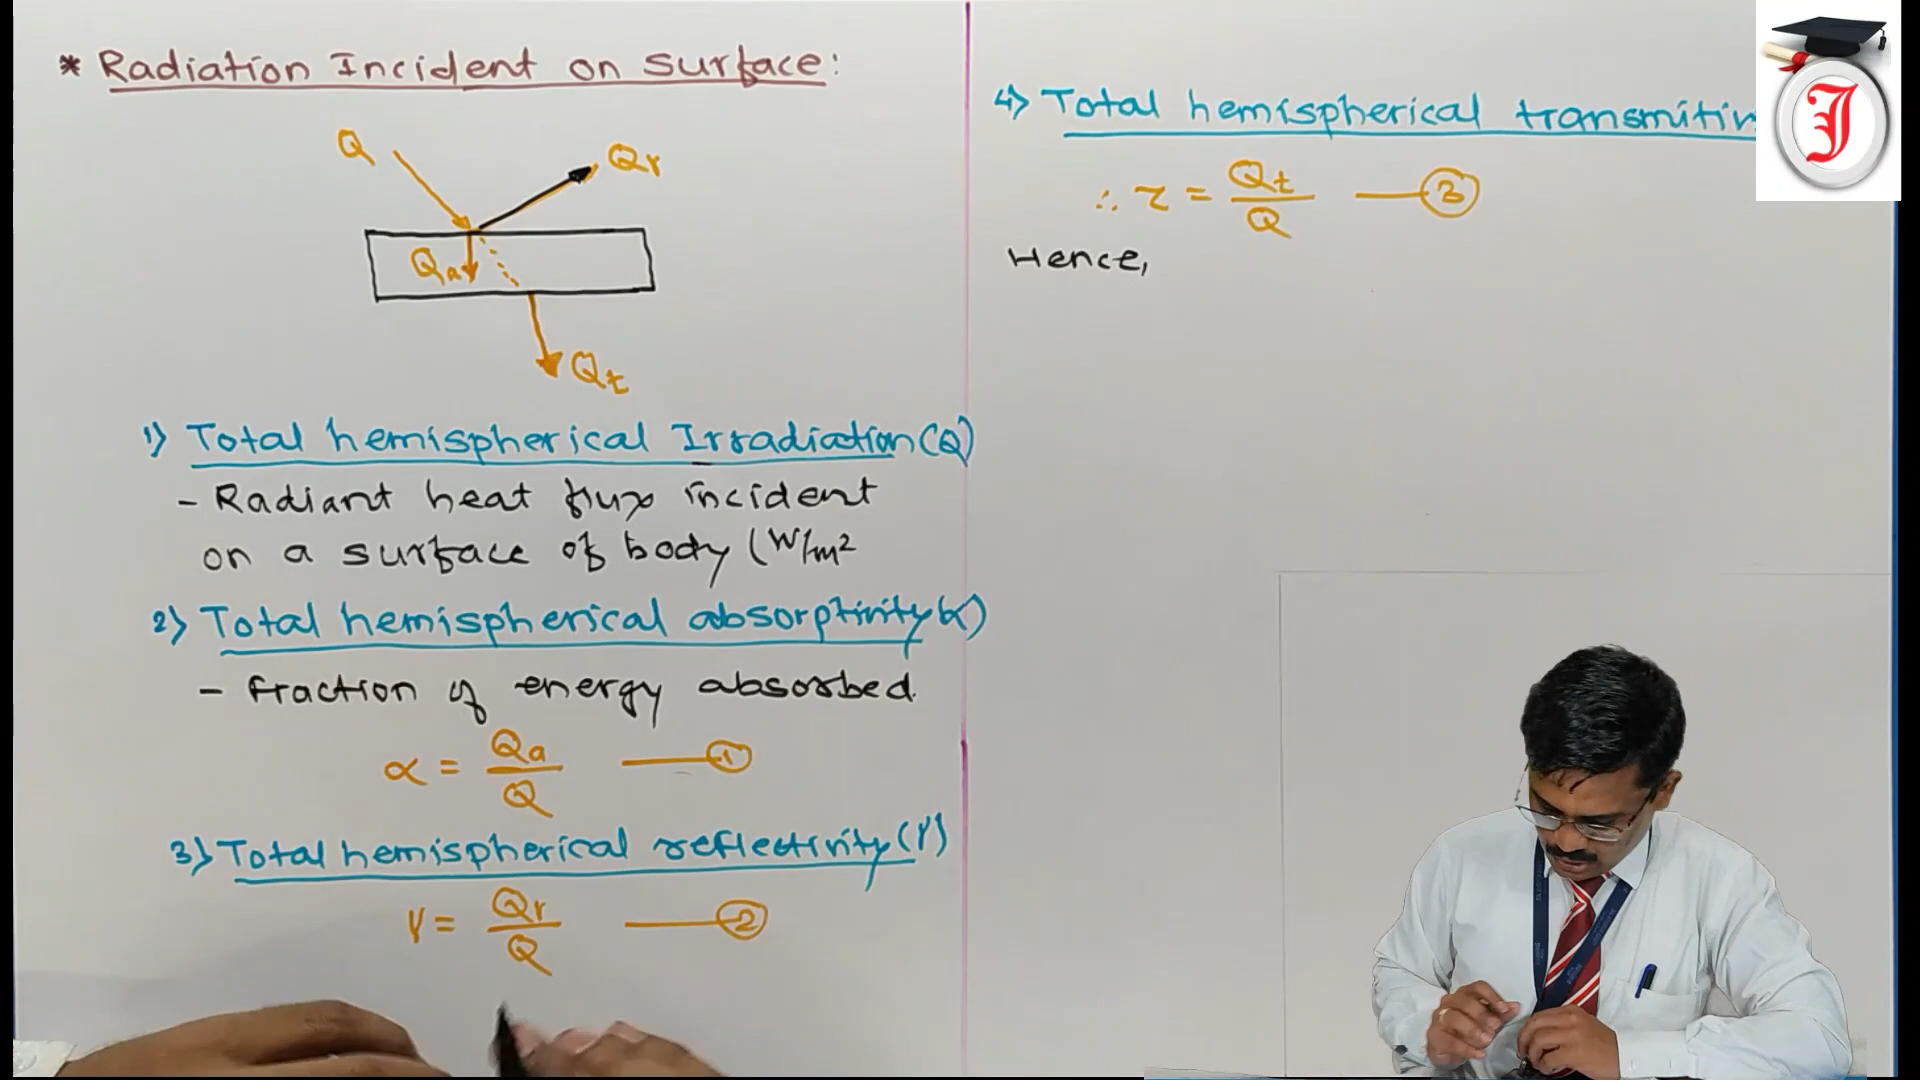 * Radiation Incident on surface:
Q
Qr
Qa
Qt
1) Total hemispherical Irradiation (Q)
- Radiant heat flux incident
on a surface of body (W/m²
2) Total hemispherical absorptivity α)
- fraction of energy absorbed.
α = Qa/Q — 1
3) Total hemispherical reflectivity (r)
r = Qr/Q — 2
4) Total hemispherical transmitiv
∴ τ = Qt/Q — 3
Hence,
J